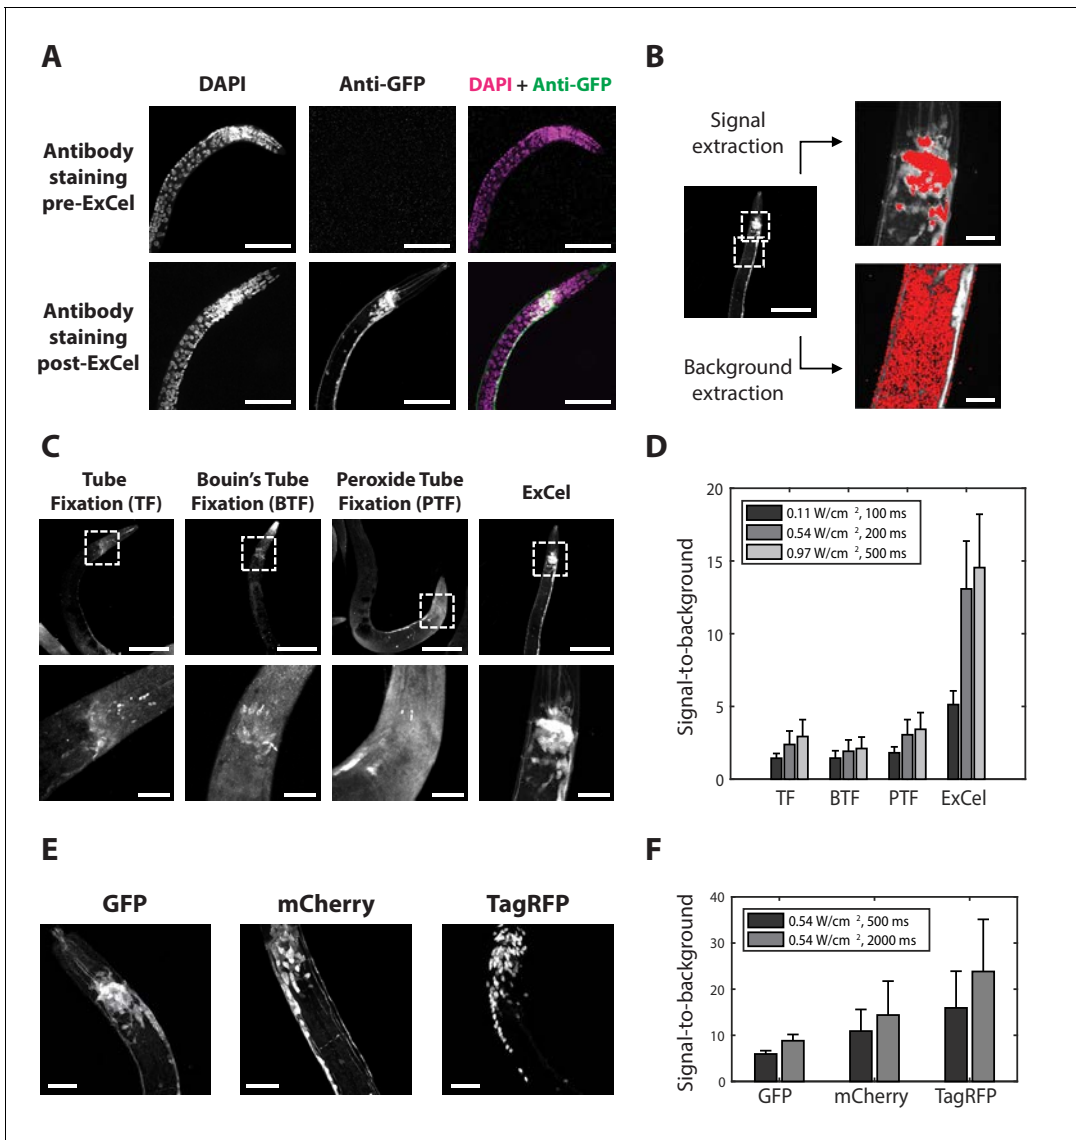 A
DAPI
Anti-GFP
DAPI + Anti-GFP
Antibody
staining
pre-ExCel
Antibody
staining
post-ExCel
B
Signal
extraction
Background
extraction
C
Tube
Fixation (TF)
Bouin's Tube
Fixation (BTF)
Peroxide Tube
Fixation (PTF)
ExCel
D
20
15
10
5
0
Signal-to-background
0.11 W/cm 2, 100 ms
0.54 W/cm 2, 200 ms
0.97 W/cm 2, 500 ms
TF
BTF
PTF
ExCel
E
GFP
mCherry
TagRFP
F
40
30
20
10
0
Signal-to-background
0.54 W/cm 2, 500 ms
0.54 W/cm 2, 2000 ms
GFP
mCherry
TagRFP